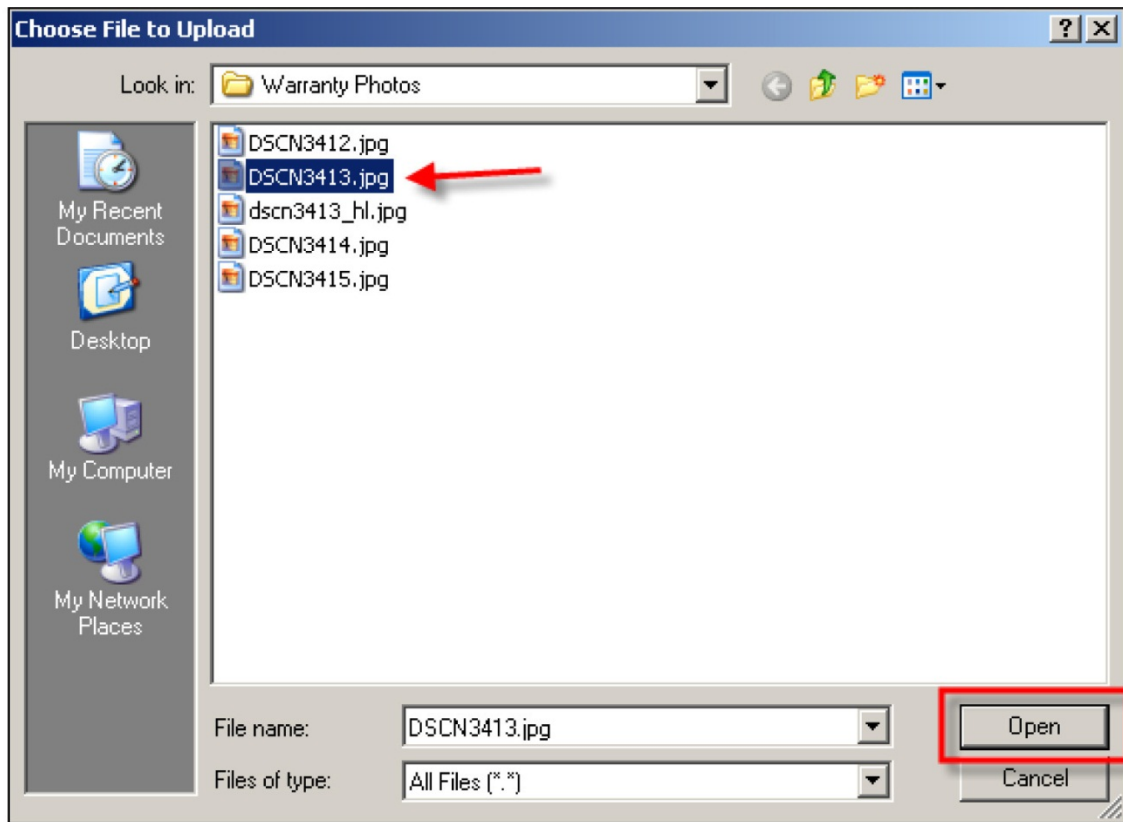 Choose File to Upload
Look in: Warranty Photos
My Recent
Documents
Desktop
My Computer
My Network
Places
DSCN3412.jpg
DSCN3413.jpg
dscn3413_hl.jpg
DSCN3414.jpg
DSCN3415.jpg
File name: DSCN3413.jpg
Open
Files of type: All Files (*.*)
Cancel